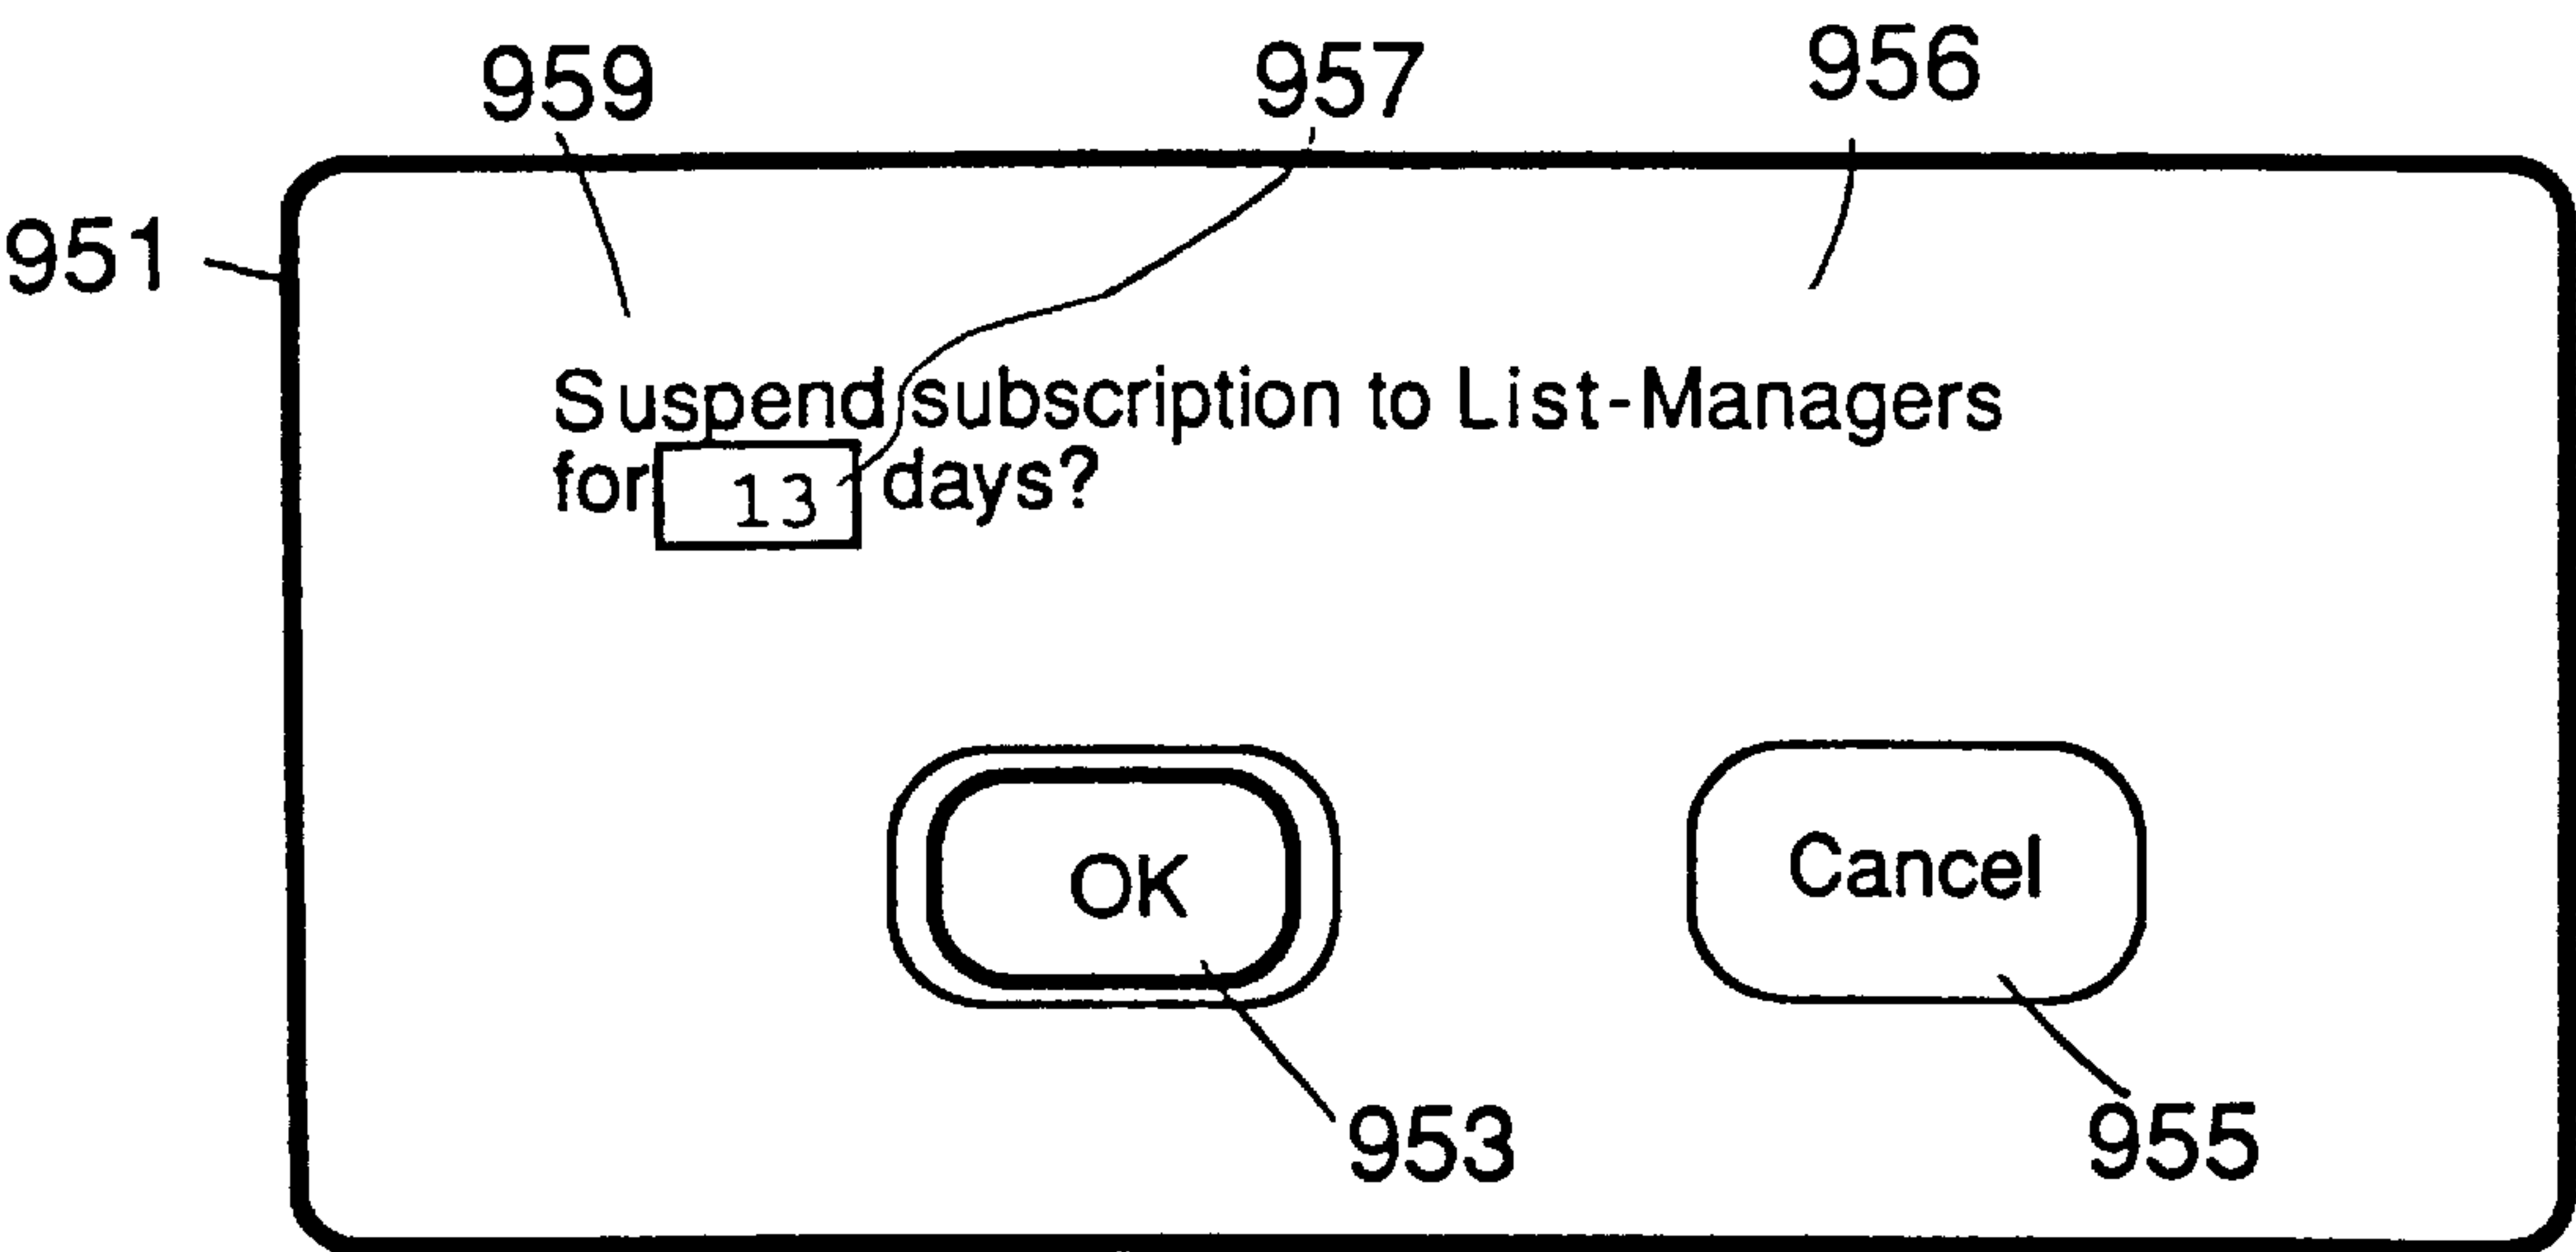 959 957 956
951
Suspend subscription to List-Managers
for 13 days?
OK Cancel
953 955